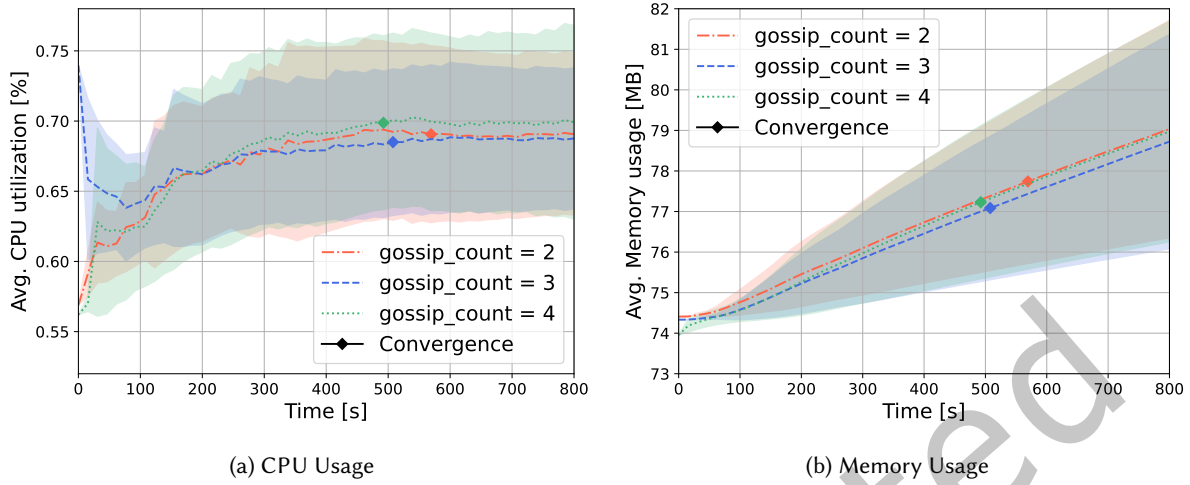 0.75
0.70
0.65
0.60
0.55
Avg. CPU utilization [%]
gossip_count = 2
gossip_count = 3
gossip_count = 4
Convergence
0 100 200 300 400 500 600 700 800
Time [s]
(a) CPU Usage
82
81
80
79
78
77
76
75
74
73
Avg. Memory usage [MB]
gossip_count = 2
gossip_count = 3
gossip_count = 4
Convergence
0 100 200 300 400 500 600 700 800
Time [s]
(b) Memory Usage